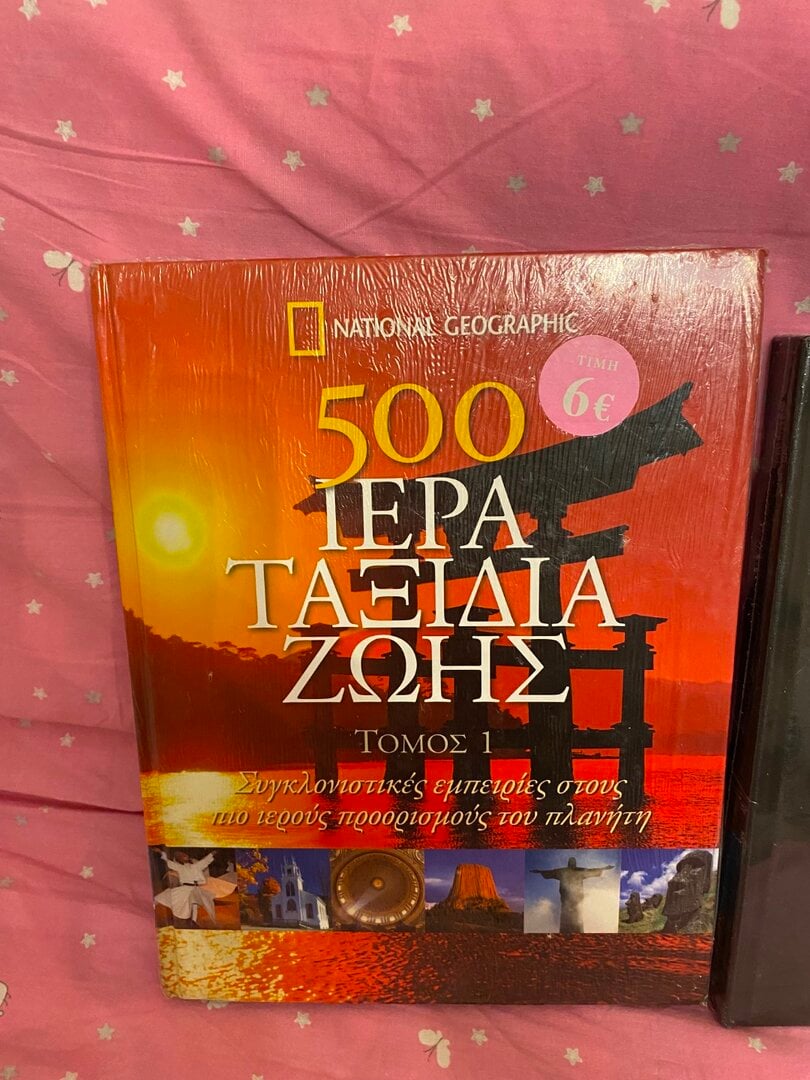 NATIONAL GEOGRAPHIC
ΤΙΜΗ
6€
500
ΙΕΡΑ
ΤΑΞΙΔΙΑ
ΖΩΗΣ
ΤΟΜΟΣ 1
Συγκλονιστικές εμπειρίες στους
πιο ιερούς προορισμούς του πλανήτη